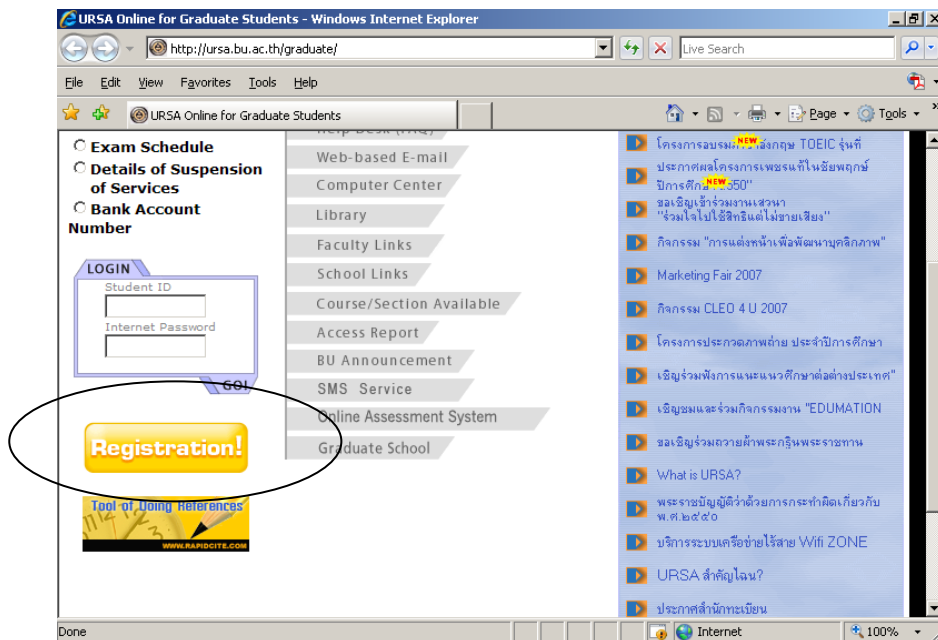 URSA Online for Graduate Students - Windows Internet Explorer
http://ursa.bu.ac.th/graduate/
Live Search
File Edit View Favorites Tools Help
URSA Online for Graduate Students
Page Tools
Exam Schedule
Details of Suspension
of Services
Bank Account
Number
LOGIN
Student ID
Internet Password
GO!
Registration!
Tool of Doing References
WWW.RAPIDCITE.COM
Help Desk (FAQ)
Web-based E-mail
Computer Center
Library
Faculty Links
School Links
Course/Section Available
Access Report
BU Announcement
SMS Service
Online Assessment System
Graduate School
โครงการอบรม NEW อังกฤษ TOEIC รุ่นที่
ประกาศผลโครงการเพชรแท้ในชัยพฤกษ์
ปีการศึกษา NEW 550"
ขอเชิญเข้าร่วมงานเสวนา
"ร่วมใจไปใช้สิทธิแต่ไม่ขายเสียง"
กิจกรรม "การแต่งหน้าเพื่อพัฒนาบุคลิกภาพ"
Marketing Fair 2007
กิจกรรม CLEO 4 U 2007
โครงการประกวดภาพถ่าย ประจำปีการศึกษา
เชิญร่วมฟังการแนะแนวศึกษาต่อต่างประเทศ"
เชิญชมและร่วมกิจกรรมงาน "EDUMATION
ขอเชิญร่วมถวายผ้าพระกฐินพระราชทาน
What is URSA?
พระราชบัญญัติว่าด้วยการกระทำผิดเกี่ยวกับ
พ.ศ.๒๕๕๐
บริการระบบเครือข่ายไร้สาย Wifi ZONE
URSA สำคัญไฉน?
ประกาศสำนักทะเบียน
Done
Internet
100%